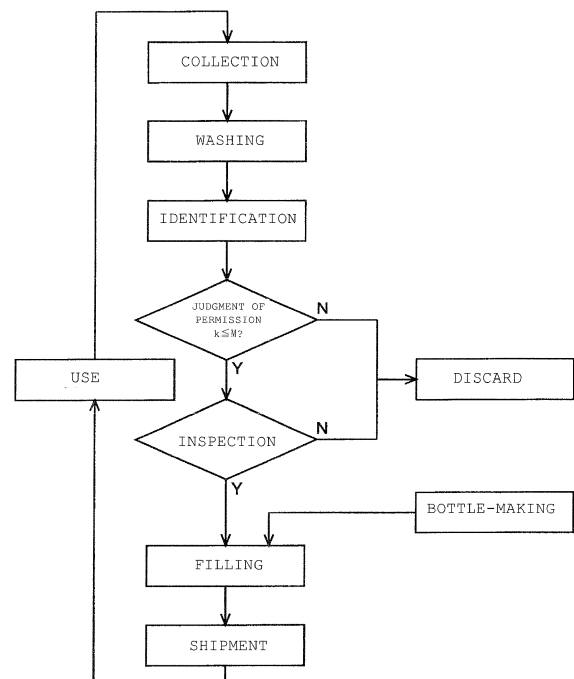 COLLECTION
WASHING
IDENTIFICATION
JUDGMENT OF
PERMISSION
k≦M?
N
Y
USE
DISCARD
INSPECTION
N
Y
BOTTLE-MAKING
FILLING
SHIPMENT